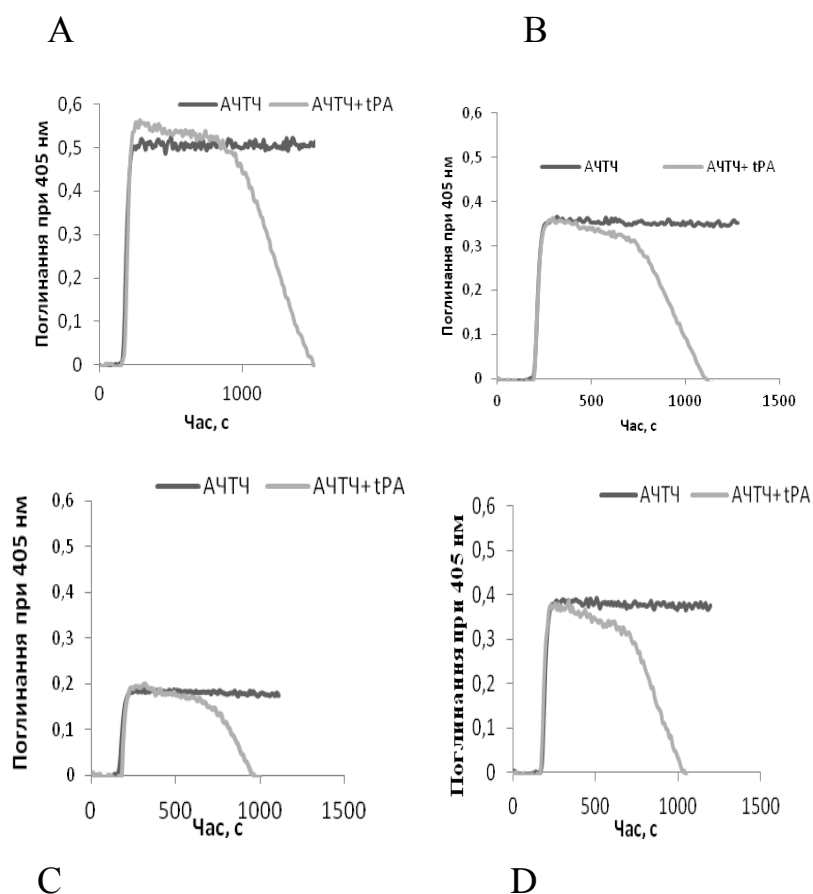 A
B
АЧТЧ АЧТЧ+tPA
Поглинання при 405 нм
0,6
0,5
0,4
0,3
0,2
0,1
0
0 1000
Час, с
АЧТЧ АЧТЧ+ tPA
Поглинання при 405 нм
0,6
0,5
0,4
0,3
0,2
0,1
0
0 500 1000 1500
Час, с
АЧТЧ АЧТЧ+tPA
Поглинання при 405 нм
0,6
0,5
0,4
0,3
0,2
0,1
0
0 500 1000 1500
Час, с
АЧТЧ АЧТЧ+tPA
Поглинання при 405 нм
0,6
0,5
0,4
0,3
0,2
0,1
0
0 500 1000 1500
Час, с
C
D